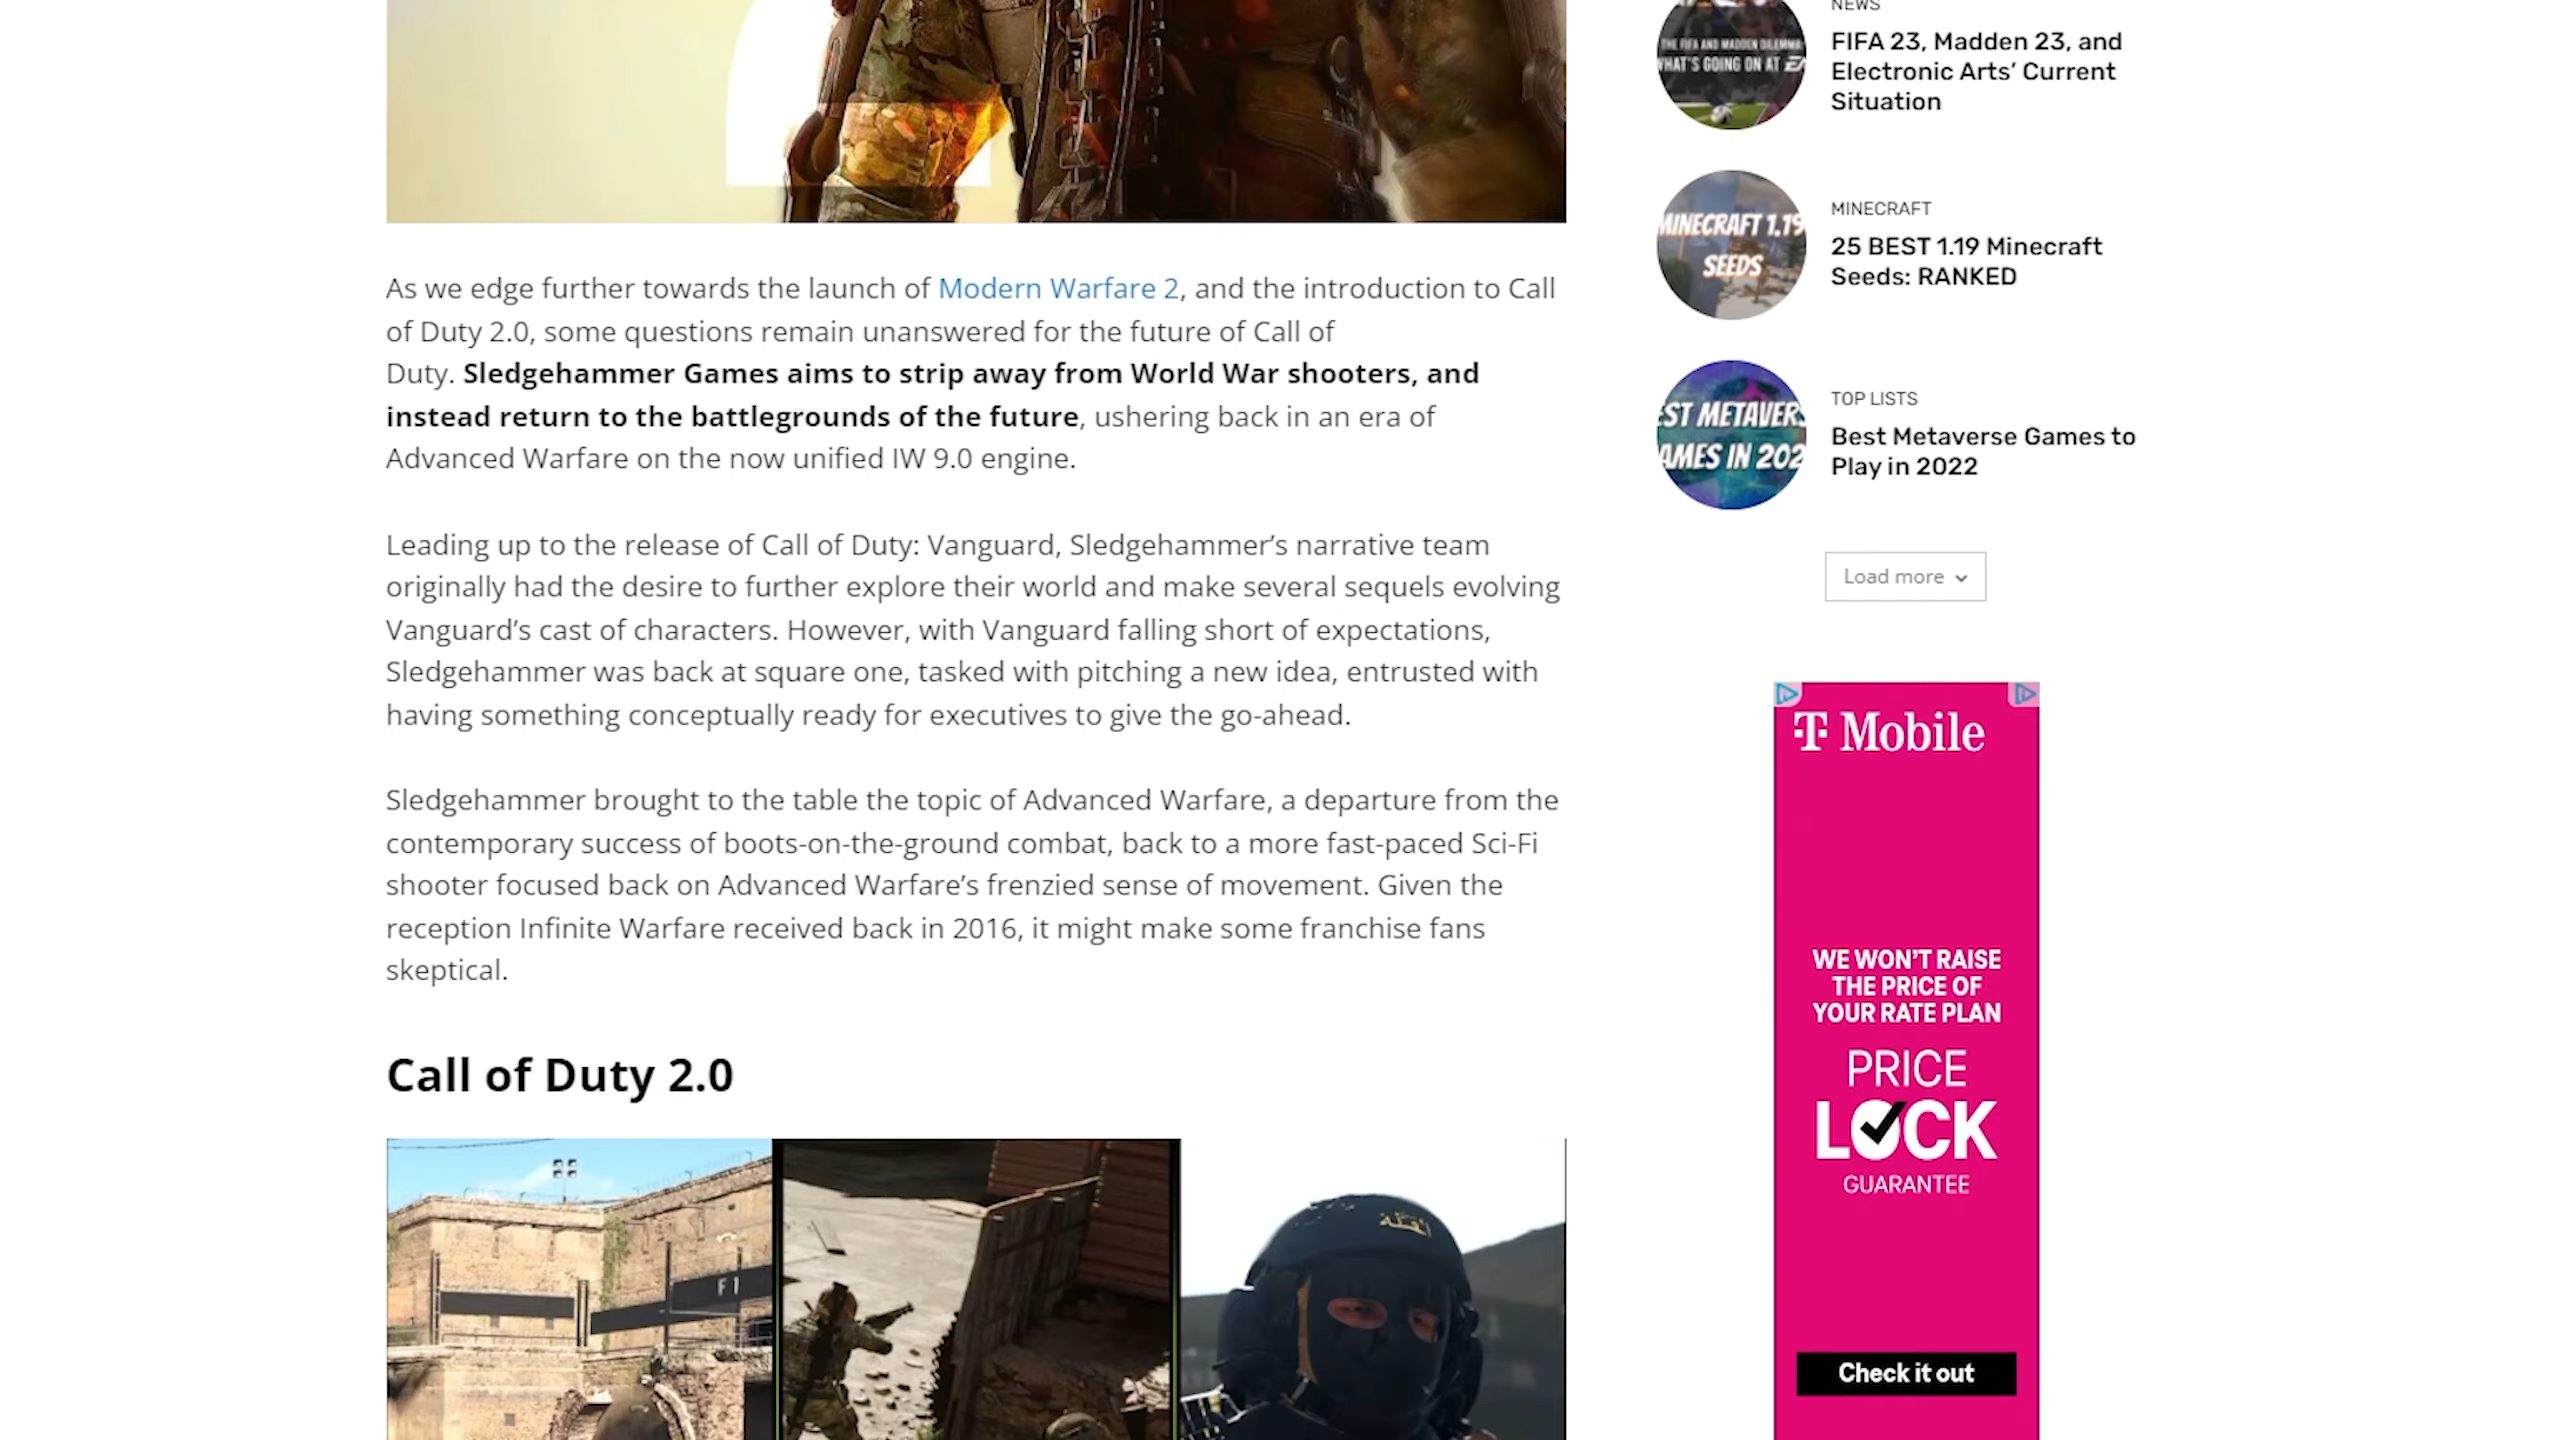 As we edge further towards the launch of Modern Warfare 2, and the introduction to Call
of Duty 2.0, some questions remain unanswered for the future of Call of
Duty. Sledgehammer Games aims to strip away from World War shooters, and
instead return to the battlegrounds of the future, ushering back in an era of
Advanced Warfare on the now unified IW 9.0 engine.
Leading up to the release of Call of Duty: Vanguard, Sledgehammer’s narrative team
originally had the desire to further explore their world and make several sequels evolving
Vanguard’s cast of characters. However, with Vanguard falling short of expectations,
Sledgehammer was back at square one, tasked with pitching a new idea, entrusted with
having something conceptually ready for executives to give the go-ahead.
Sledgehammer brought to the table the topic of Advanced Warfare, a departure from the
contemporary success of boots-on-the-ground combat, back to a more fast-paced Sci-Fi
shooter focused back on Advanced Warfare’s frenzied sense of movement. Given the
reception Infinite Warfare received back in 2016, it might make some franchise fans
skeptical.
Call of Duty 2.0
F1
NEWS
THE FIFA AND MADDEN DILEMMA
WHAT'S GOING ON AT EA
FIFA 23, Madden 23, and
Electronic Arts’ Current
Situation
MINECRAFT 1.19
SEEDS
MINECRAFT
25 BEST 1.19 Minecraft
Seeds: RANKED
EST METAVERS
AMES IN 202
TOP LISTS
Best Metaverse Games to
Play in 2022
Load more
T Mobile
WE WON'T RAISE
THE PRICE OF
YOUR RATE PLAN
PRICE
LOCK
GUARANTEE
Check it out